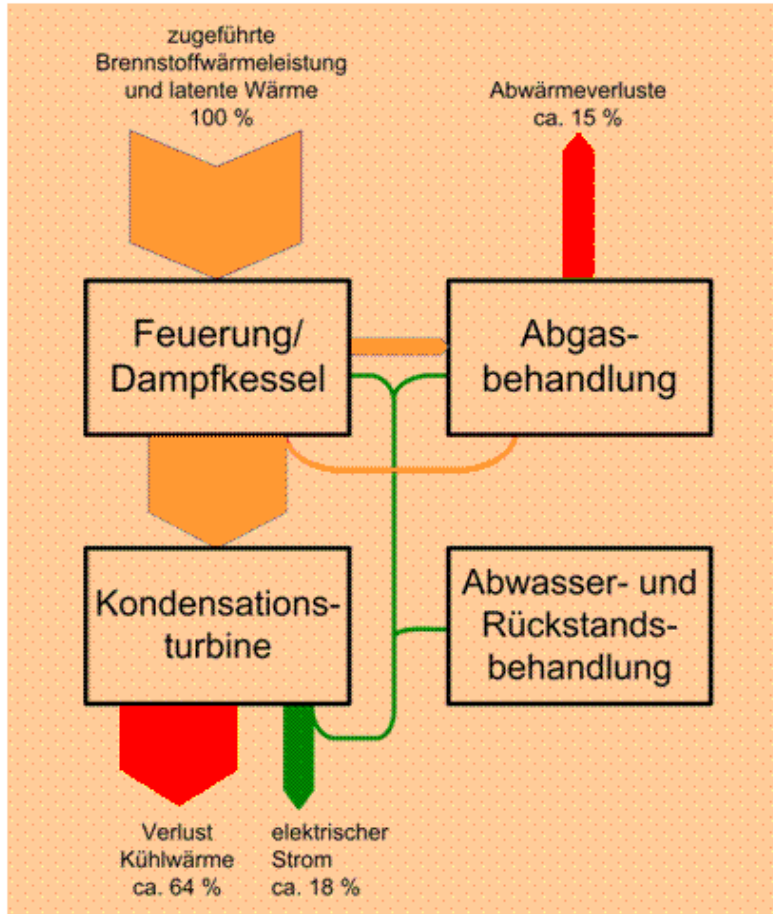 zugeführte
Brennstoffwärmeleistung
und latente Wärme
100 %
Abwärmeverluste
ca. 15 %
Feuerung/
Dampfkessel
Abgas-
behandlung
Kondensations-
turbine
Abwasser- und
Rückstands-
behandlung
Verlust
Kühlwärme
ca. 64 %
elektrischer
Strom
ca. 18 %